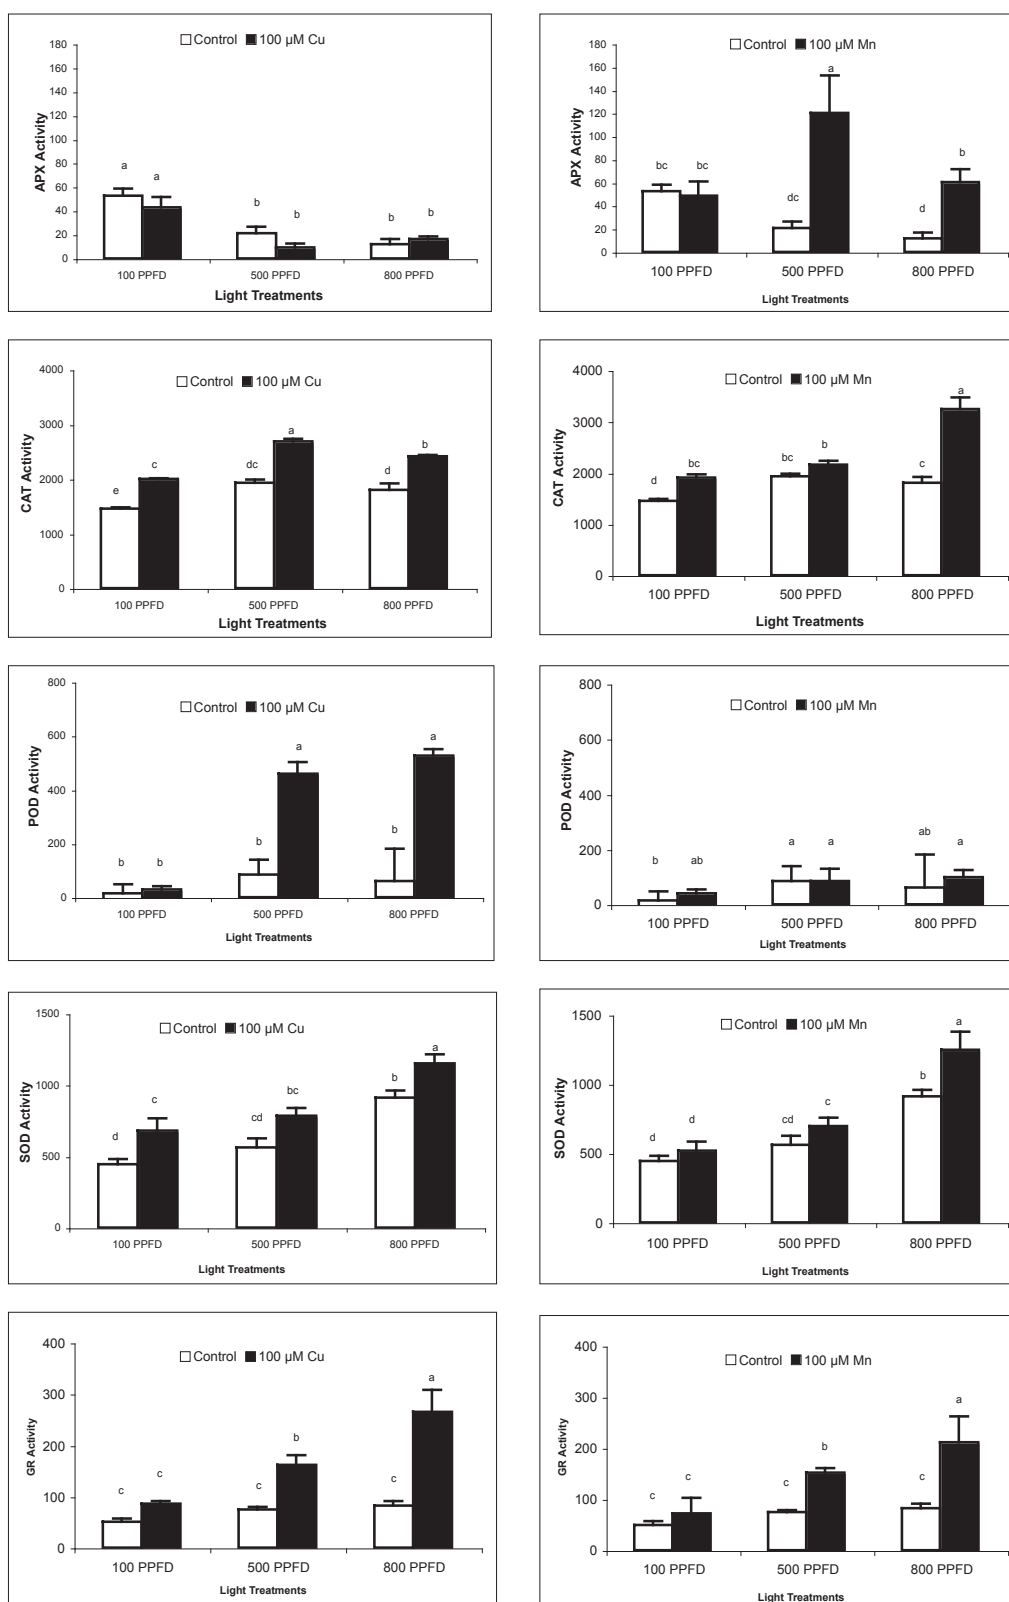 □Control ■100 µM Cu
180
160
140
120
100
80
60
40
20
0
APX Activity
a
a
b
b
b
b
100 PPFD 500 PPFD 800 PPFD
Light Treatments
□Control ■100 µM Mn
180
160
140
120
100
80
60
40
20
0
APX Activity
bc
bc
dc
a
d
b
100 PPFD 500 PPFD 800 PPFD
Light Treatments
□Control ■100 µM Cu
4000
3000
2000
1000
0
CAT Activity
e
c
dc
a
d
b
100 PPFD 500 PPFD 800 PPFD
Light Treatments
□Control ■100 µM Mn
4000
3000
2000
1000
0
CAT Activity
d
bc
bc
b
c
a
100 PPFD 500 PPFD 800 PPFD
Light Treatments
□Control ■100 µM Cu
800
600
400
200
0
POD Activity
b
b
b
a
b
a
100 PPFD 500 PPFD 800 PPFD
Light Treatments
□Control ■100 µM Mn
800
600
400
200
0
POD Activity
b
ab
a
a
ab
a
100 PPFD 500 PPFD 800 PPFD
Light Treatments
□Control ■100 µM Cu
1500
1000
500
0
SOD Activity
d
c
cd
bc
b
a
100 PPFD 500 PPFD 800 PPFD
Light Treatments
□Control ■100 µM Mn
1500
1000
500
0
SOD Activity
d
d
cd
c
b
a
100 PPFD 500 PPFD 800 PPFD
Light Treatments
□Control ■100 µM Cu
400
300
200
100
0
GR Activity
c
c
c
b
c
a
100 PPFD 500 PPFD 800 PPFD
Light Treatments
□Control ■100 µM Mn
400
300
200
100
0
GR Activity
c
c
c
b
c
a
100 PPFD 500 PPFD 800 PPFD
Light Treatments